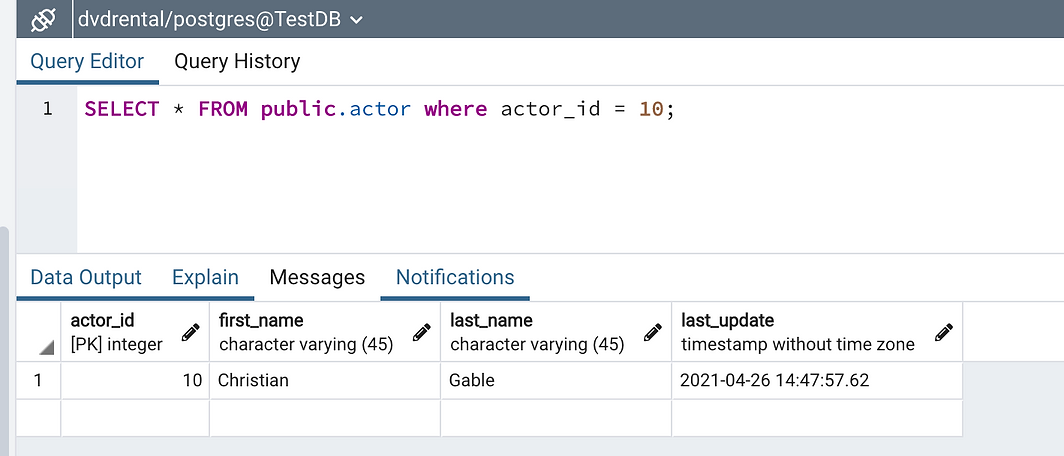 dvdrental/postgres@TestDB
Query Editor Query History
1 SELECT * FROM public.actor where actor_id = 10;
Data Output Explain Messages Notifications
actor_id first_name last_name last_update
[PK] integer character varying (45) character varying (45) timestamp without time zone
1 10 Christian Gable 2021-04-26 14:47:57.62